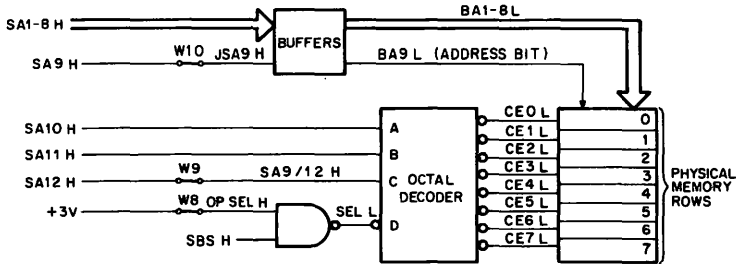 SA1-8 H
BUFFERS
BA1-8 L
SA9 H
W10
JSA9 H
BA9 L (ADDRESS BIT)
SA10 H
A
SA11 H
B
SA12 H
W9
SA9/12 H
C
+3V
W8
OP SEL H
SBS H
SEL L
D
OCTAL
DECODER
CE0 L
CE1 L
CE2 L
CE3 L
CE4 L
CE5 L
CE6 L
CE7 L
0
1
2
3
4
5
6
7
PHYSICAL
MEMORY
ROWS